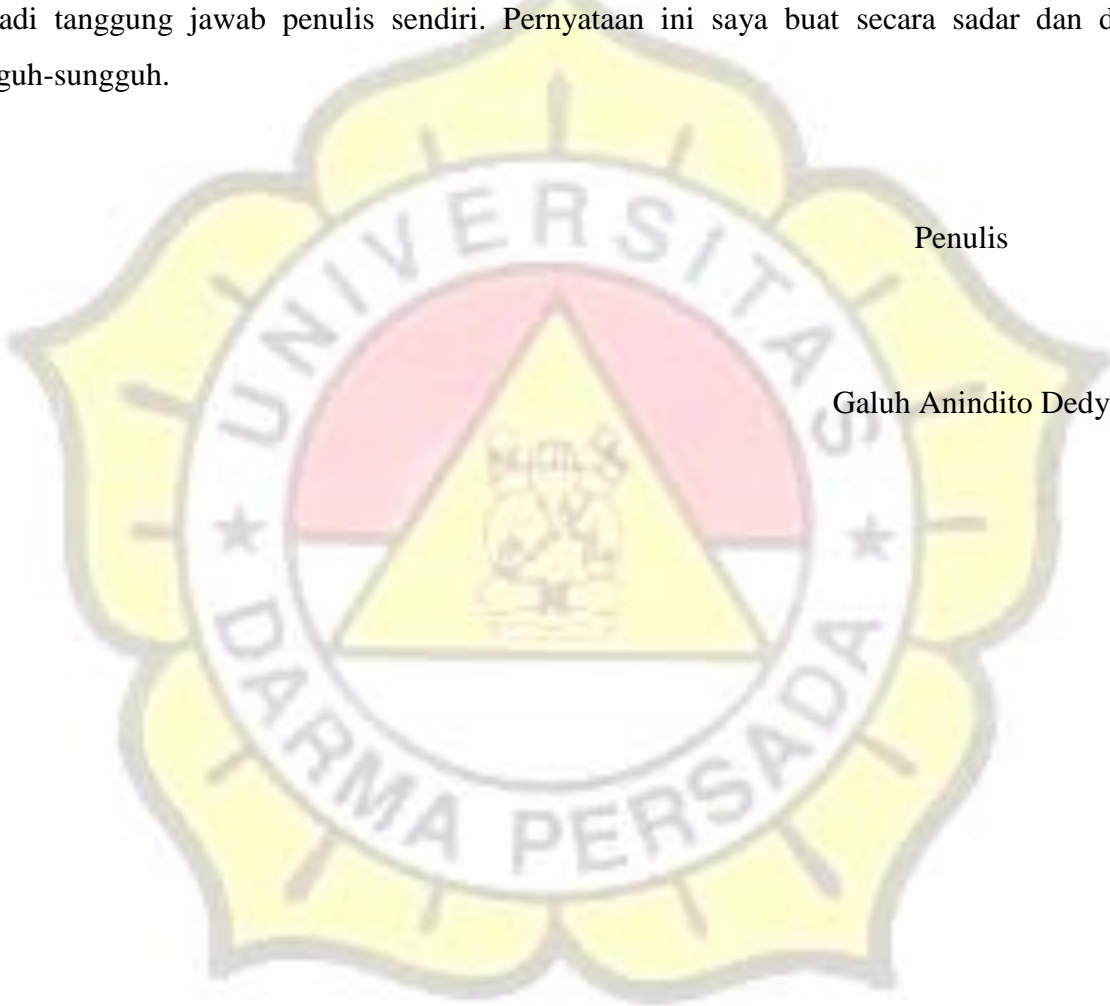 adi tanggung jawab penulis sendiri. Pernyataan ini saya buat secara sadar dan d
guh-sungguh.
Penulis
Galuh Anindito Dedy
UNIVERSITAS
★ DARMA PERSADA ★